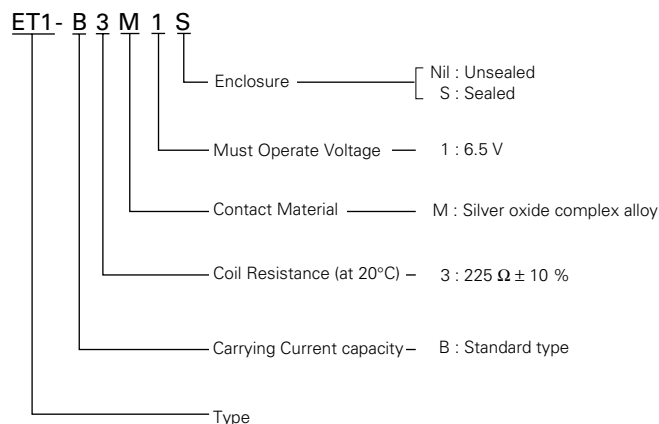 ET1- B 3 M 1 S
Enclosure
Nil : Unsealed
S : Sealed
Must Operate Voltage
1 : 6.5 V
Contact Material
M : Silver oxide complex alloy
Coil Resistance (at 20°C)
3 : 225 Ω ± 10 %
Carrying Current capacity
B : Standard type
Type